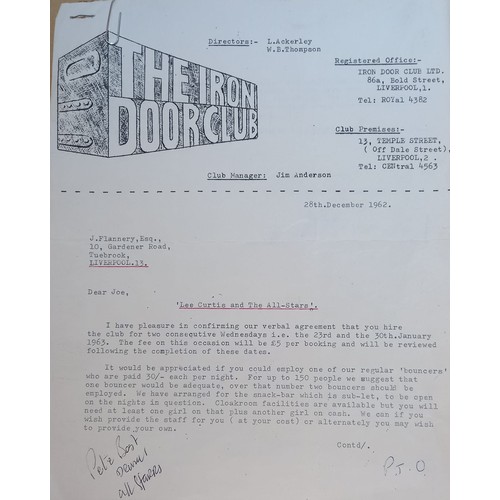 Directors:- L.Ackerley
W.E.Thompson
THE IRON
DOOR CLUB
Registered Office:-
IRON DOOR CLUB LTD.
86a, Bold Street,
LIVERPOOL,1.
Tel: ROYal 4382
Club Premises:-
13, TEMPLE STREET,
( Off Dale Street),
LIVERPOOL,2 .
Tel: CENtral 4563
Club Manager: Jim Anderson
28th.December 1962.
J.Flannery,Esq.,
10, Gardener Road,
Tuebrook,
LIVERPOOL.13.
Dear Joe,
'Lee Curtis and The All-Stars'.
I have pleasure in confirming our verbal agreement that you hire
the club for two consecutive Wednesdays i.e. the 23rd and the 30th.January
1963. The fee on this occasion will be £5 per booking and will be reviewed
following the completion of these dates.
It would be appreciated if you could employ one of our regular 'bouncers'
who are paid 30/- each per night. For up to 150 people we suggest that
one bouncer would be adequate, over that number two bouncers should be
employed. We have arranged for the snack-bar which is sub-let, to be open
on the nights in question. Cloakroom facilities are available but you will
need at least one girl on that plus another girl on cash. We can if you
wish provide the staff for you ( at your cost) or alternately you may wish
to provide your own.
Contd/.
Pete Best
all Starrs
P.T.O.